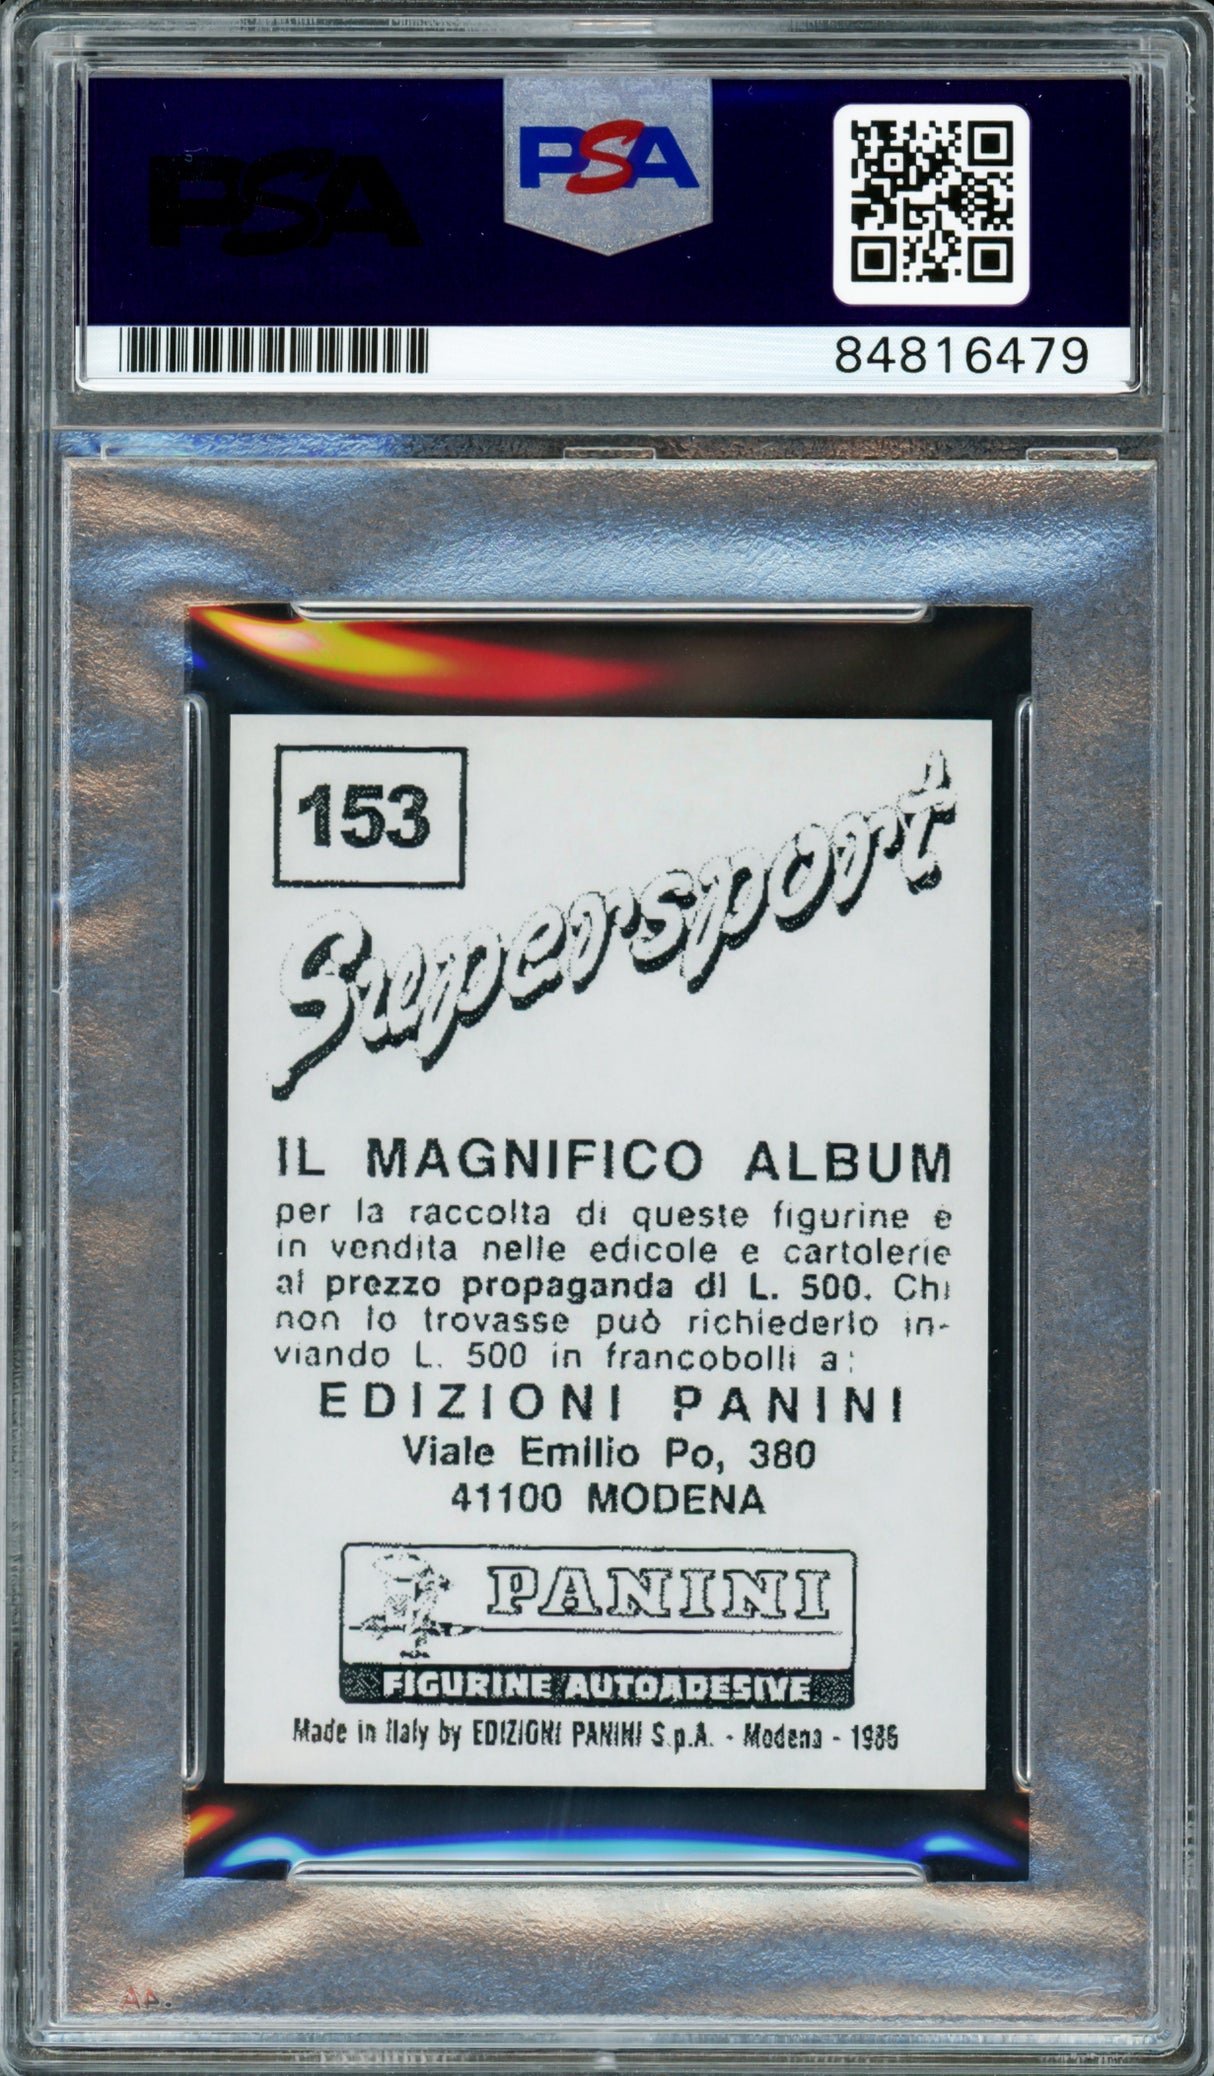 PSA
PSA
84816479
153
Supersport
IL MAGNIFICO ALBUM
per la raccolta di queste figurine è
in vendita nelle edicole e cartolerie
al prezzo propaganda di L. 500. Chi
non lo trovasse può richiederlo in-
viando L. 500 in francobolli a:
EDIZIONI PANINI
Viale Emilio Po, 380
41100 MODENA
PANINI
FIGURINE AUTOADESIVE
Made in Italy by EDIZIONI PANINI S.p.A. - Modena - 1986